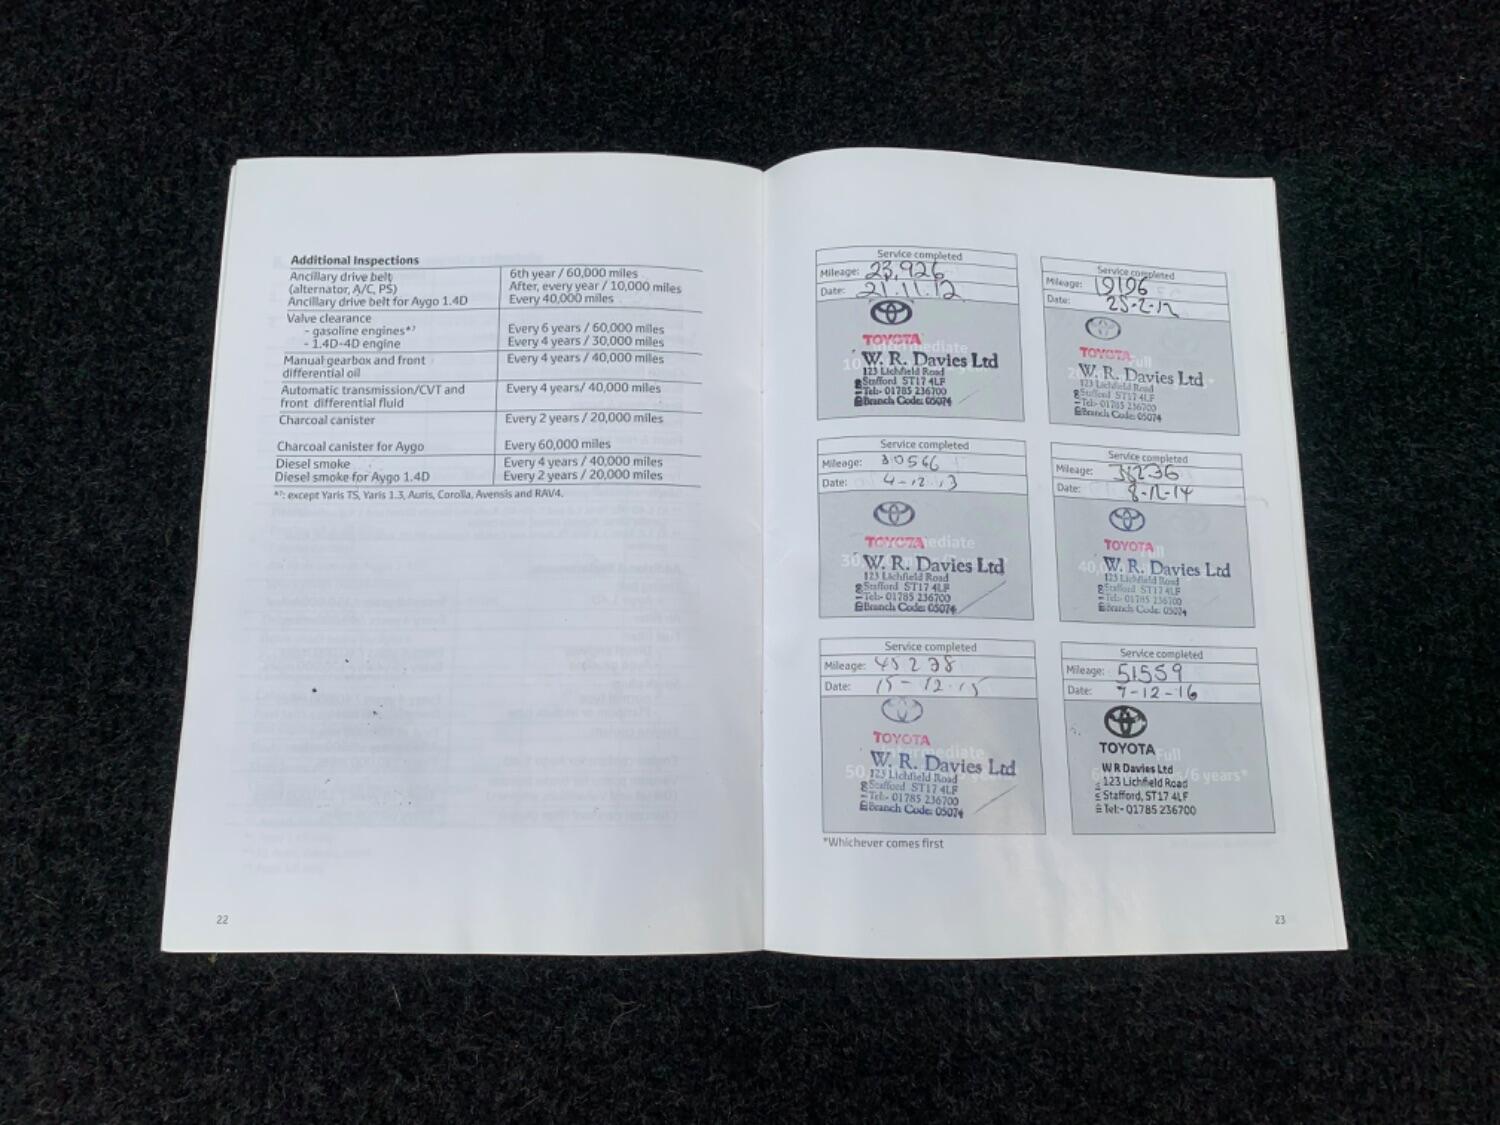 Additional Inspections
Ancillary drive belt
(alternator, A/C, PS)
Ancillary drive belt for Aygo 1.4D
6th year / 60,000 miles
After, every year / 10,000 miles
Every 40,000 miles
Valve clearance
- gasoline engines*⁷
- 1.4D-4D engine
Every 6 years / 60,000 miles
Every 4 years / 30,000 miles
Manual gearbox and front
differential oil
Every 4 years / 40,000 miles
Automatic transmission/CVT and
front differential fluid
Every 4 years/ 40,000 miles
Charcoal canister
Every 2 years / 20,000 miles
Charcoal canister for Aygo
Every 60,000 miles
Diesel smoke
Diesel smoke for Aygo 1.4D
Every 4 years / 40,000 miles
Every 2 years / 20,000 miles
*⁷: except Yaris TS, Yaris 1.3, Auris, Corolla, Avensis and RAV4.
22
Service completed
Mileage: 23,926
Date: 21.11.12
TOYOTA
W. R. Davies Ltd
123 Lichfield Road
Stafford ST17 4LF
Tel:- 01785 236700
Branch Code: 05074
Service completed
Mileage: 19196
Date: 25-2-12
TOYOTA
Full
W. R. Davies Ltd
123 Lichfield Road
Stafford ST17 4LF
Tel:- 01785 236700
Branch Code: 05074
Service completed
Mileage: 30566
Date: 4-12 13
TOYOTA
W. R. Davies Ltd
123 Lichfield Road
Stafford ST17 4LF
Tel:- 01785 236700
Branch Code: 05074
Service completed
Mileage: 38236
Date: 8-12-14
TOYOTA
Full
W. R. Davies Ltd
123 Lichfield Road
Stafford ST17 4LF
Tel:- 01785 236700
Branch Code: 05074
Service completed
Mileage: 45238
Date: 15-12-15
TOYOTA
W. R. Davies Ltd
123 Lichfield Road
Stafford ST17 4LF
Tel:- 01785 236700
Branch Code: 05074
Service completed
Mileage: 51559
Date: 7-12-16
TOYOTA
Full
W R Davies Ltd
/6 years*
123 Lichfield Road
Stafford, ST17 4LF
Tel:- 01785 236700
*Whichever comes first
23